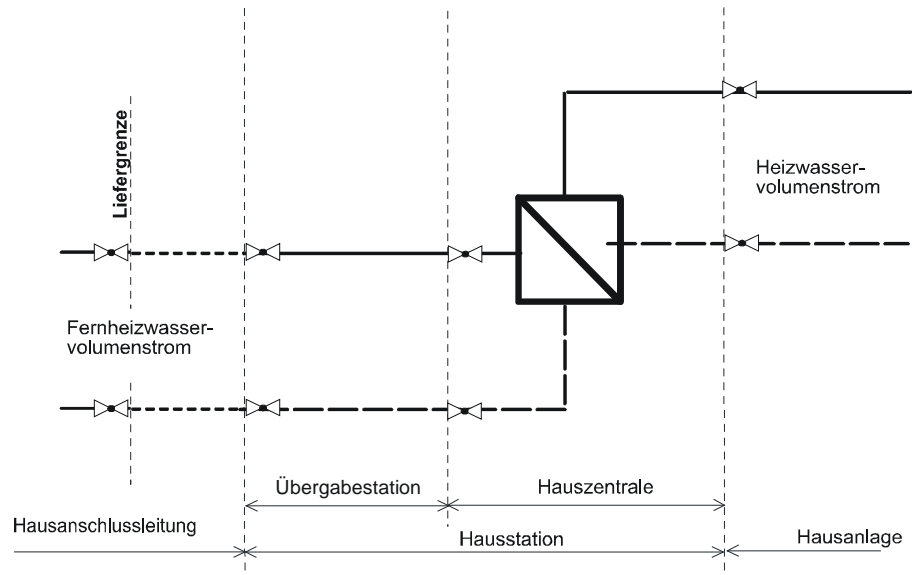 Liefergrenze
Heizwasser-
volumenstrom
Fernheizwasser-
volumenstrom
Übergabestation
Hauszentrale
Hausanschlussleitung
Hausstation
Hausanlage